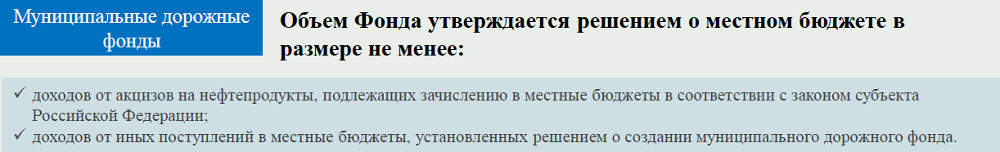 Муниципальные дорожные
фонды
Объем Фонда утверждается решением о местном бюджете в
размере не менее:
✓ доходов от акцизов на нефтепродукты, подлежащих зачислению в местные бюджеты в соответствии с законом субъекта
Российской Федерации;
✓ доходов от иных поступлений в местные бюджеты, установленных решением о создании муниципального дорожного фонда.